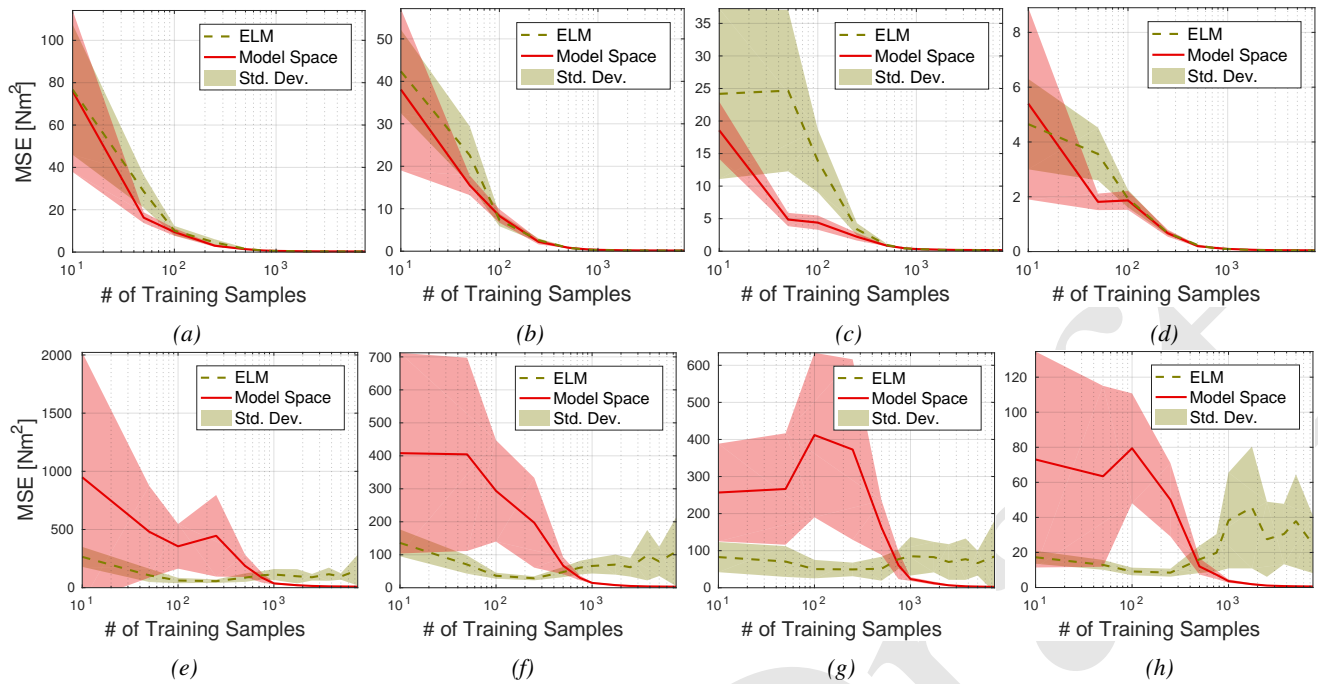 MSE [Nm²]
100
80
60
40
20
0
10¹
10²
10³
ELM
Model Space
Std. Dev.
# of Training Samples
(a)
50
40
30
20
10
0
10¹
10²
10³
ELM
Model Space
Std. Dev.
# of Training Samples
(b)
35
30
25
20
15
10
5
0
10¹
10²
10³
ELM
Model Space
Std. Dev.
# of Training Samples
(c)
8
6
4
2
0
10¹
10²
10³
ELM
Model Space
Std. Dev.
# of Training Samples
(d)
MSE [Nm²]
2000
1500
1000
500
0
10¹
10²
10³
ELM
Model Space
Std. Dev.
# of Training Samples
(e)
700
600
500
400
300
200
100
0
10¹
10²
10³
ELM
Model Space
Std. Dev.
# of Training Samples
(f)
600
500
400
300
200
100
0
10¹
10²
10³
ELM
Model Space
Std. Dev.
# of Training Samples
(g)
120
100
80
60
40
20
0
10¹
10²
10³
ELM
Model Space
Std. Dev.
# of Training Samples
(h)